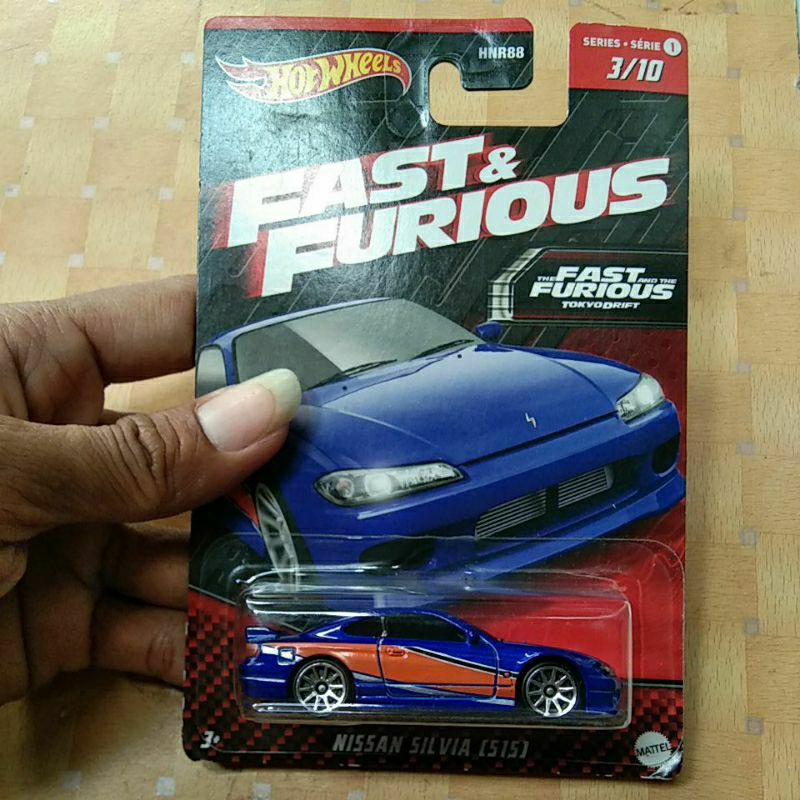 HOT WHEELS
HNR88
SERIES • SÉRIE 1
3/10
FAST &
FURIOUS
THE FAST AND THE
FURIOUS
TOKYO DRIFT
3+
NISSAN SILVIA (S15)
MATTEL